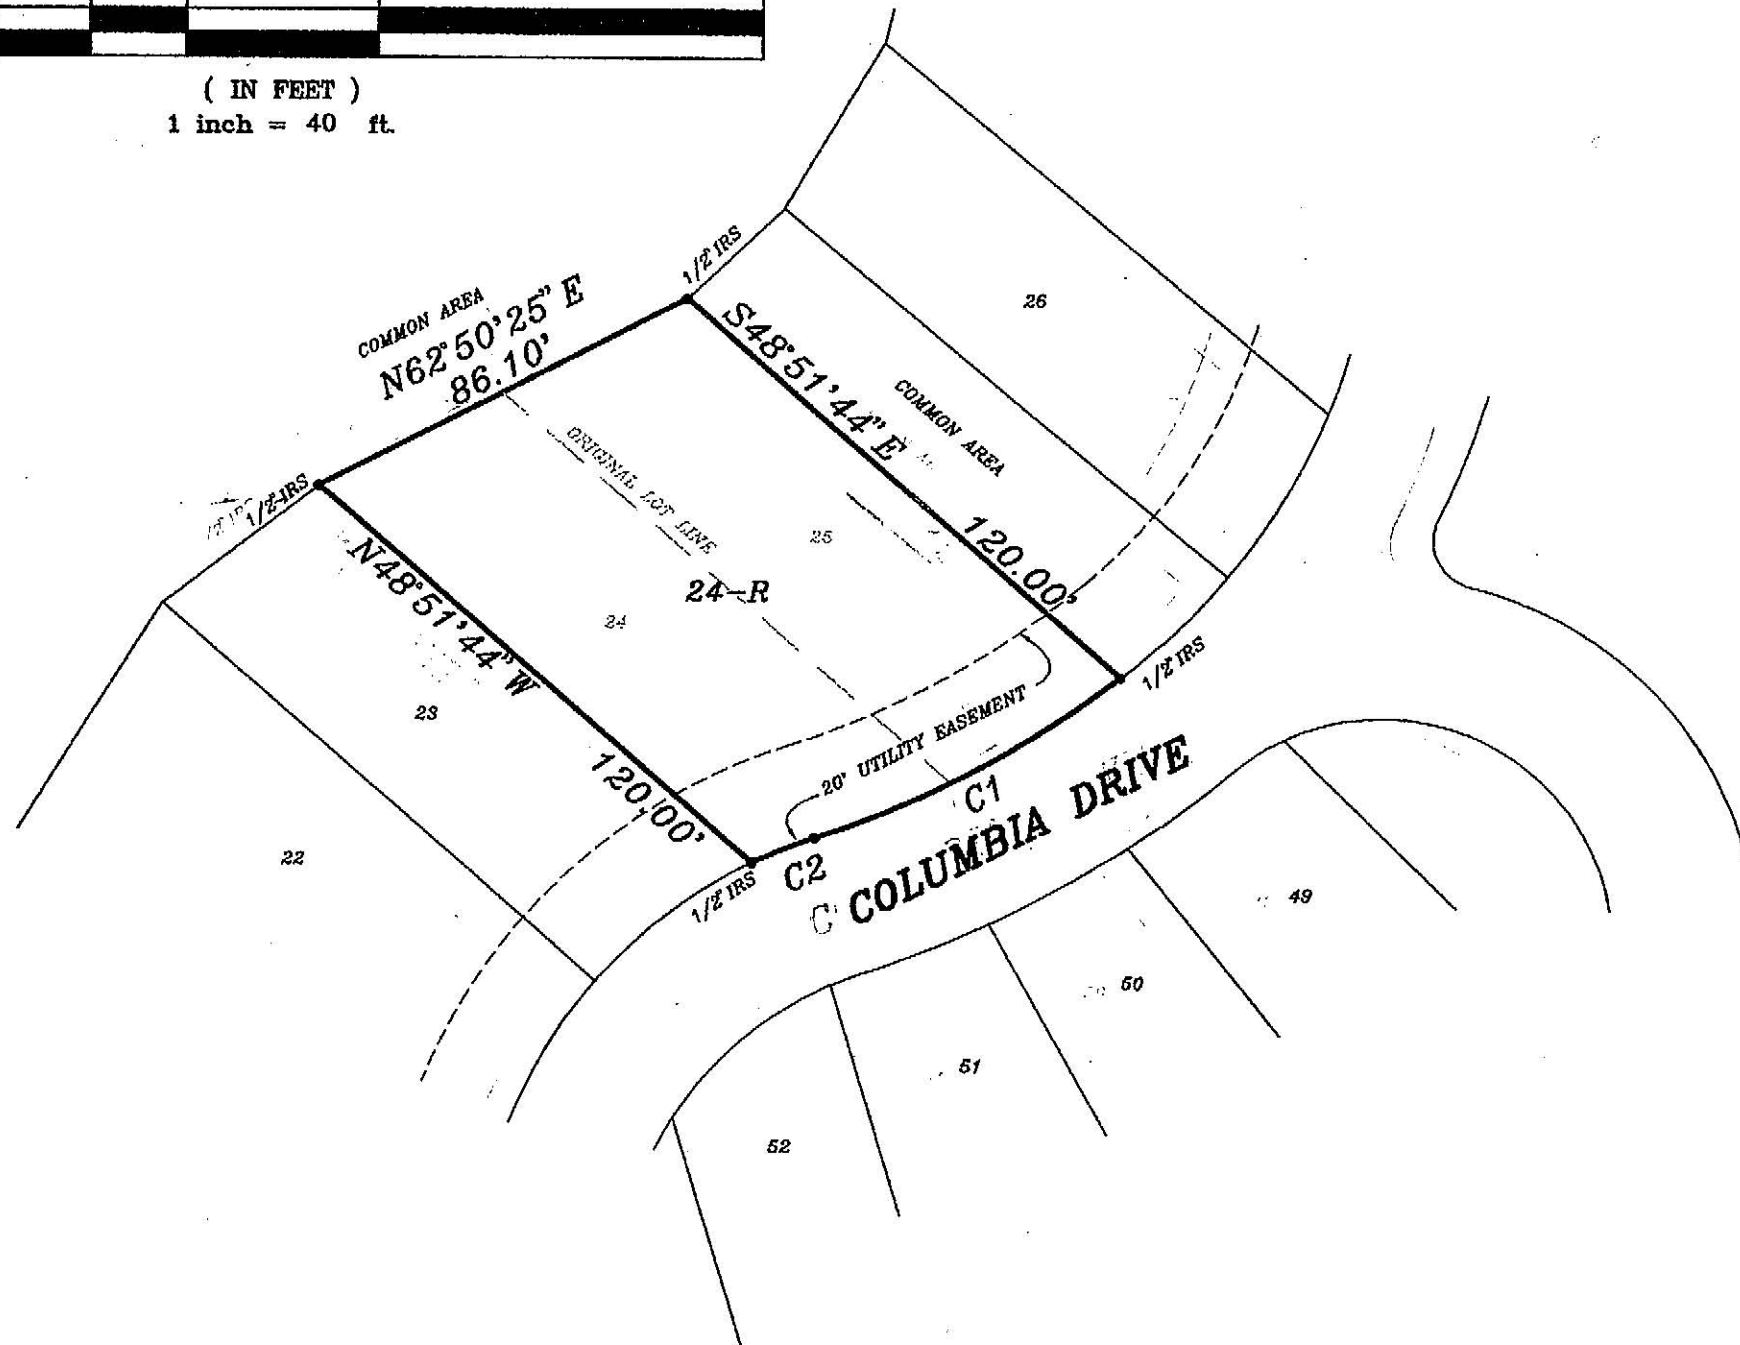 ( IN FEET )
1 inch = 40 ft.
1/2" IRS
COMMON AREA
N62°50'25" E
86.10'
26
S48°51'44" E
120.00'
COMMON AREA
1/2" IRS
ORIGINAL LOT LINE
25
24-R
24
N48°51'44" W
120.00'
23
1/2" IRS
20' UTILITY EASEMENT
C1
C2
COLUMBIA DRIVE
1/2" IRS
22
49
50
51
52